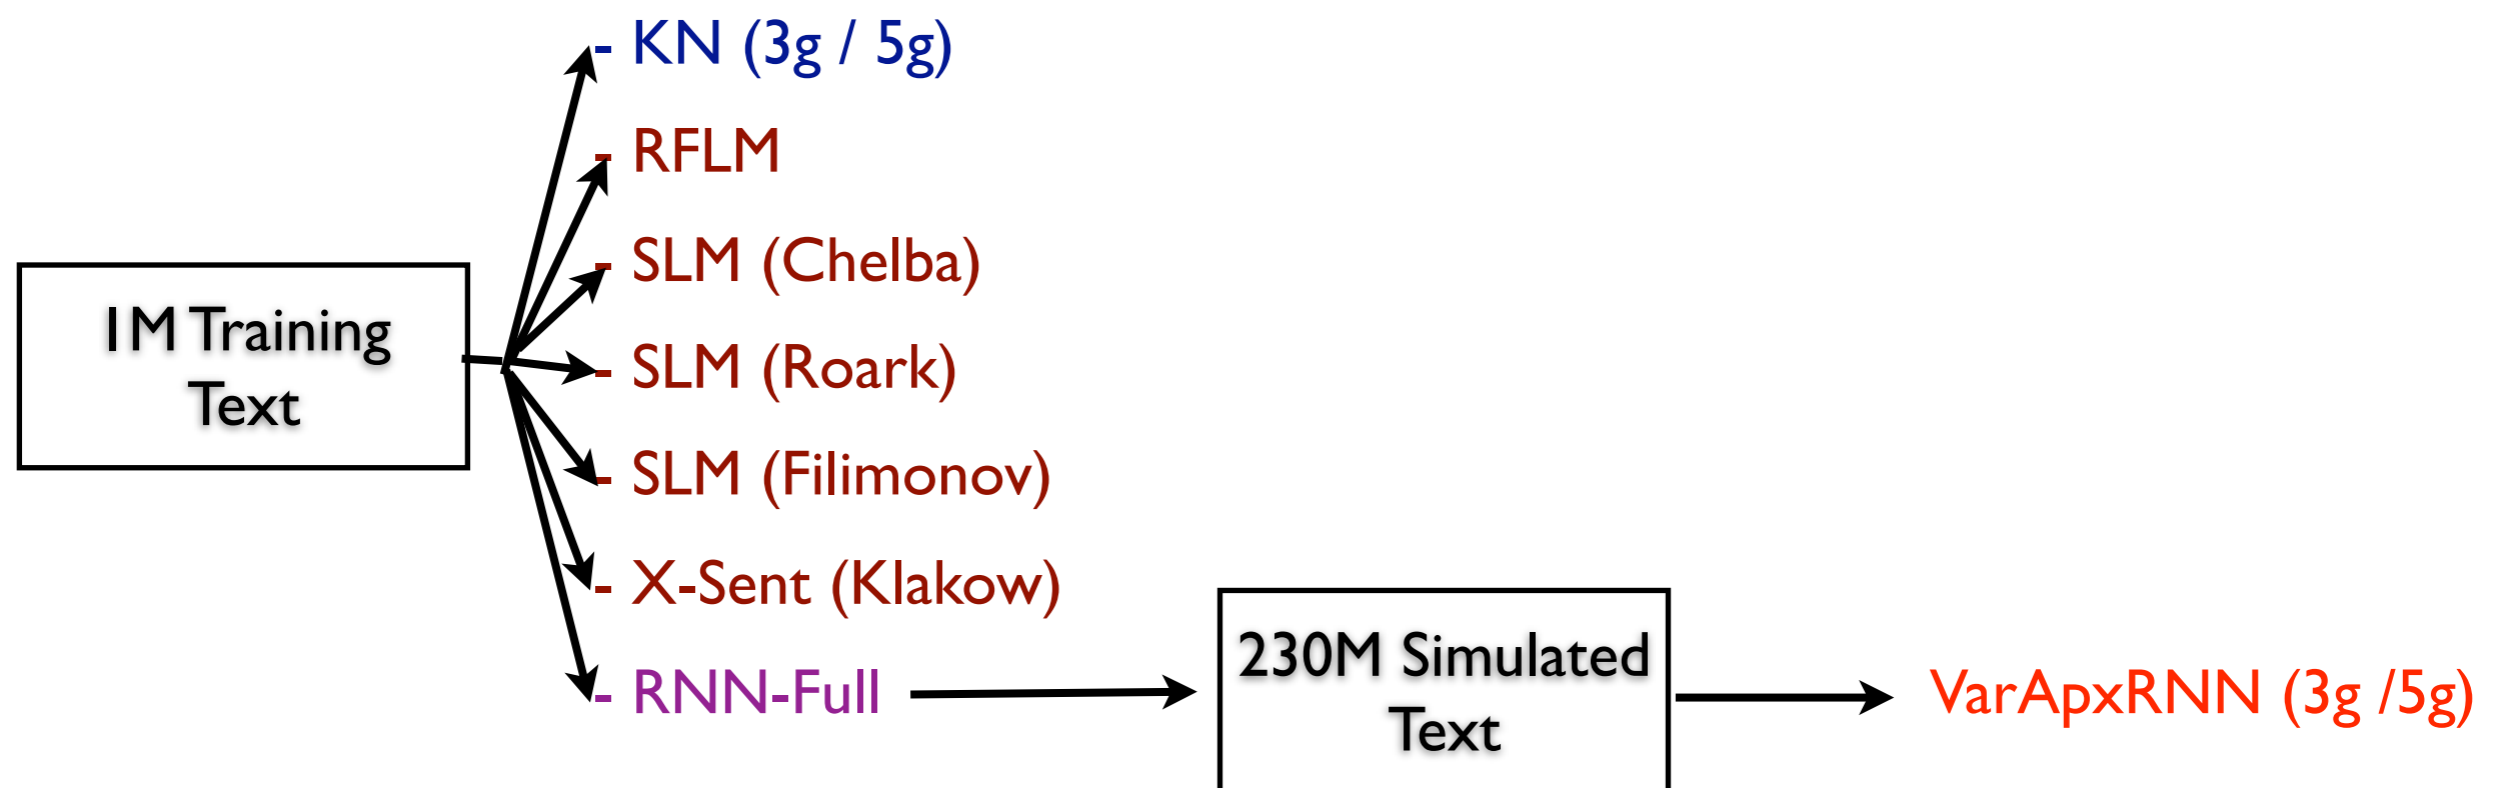 - KN (3g / 5g)
- RFLM
- SLM (Chelba)
1M Training
Text
- SLM (Roark)
- SLM (Filimonov)
- X-Sent (Klakow)
- RNN-Full
230M Simulated
Text
VarApxRNN (3g /5g)